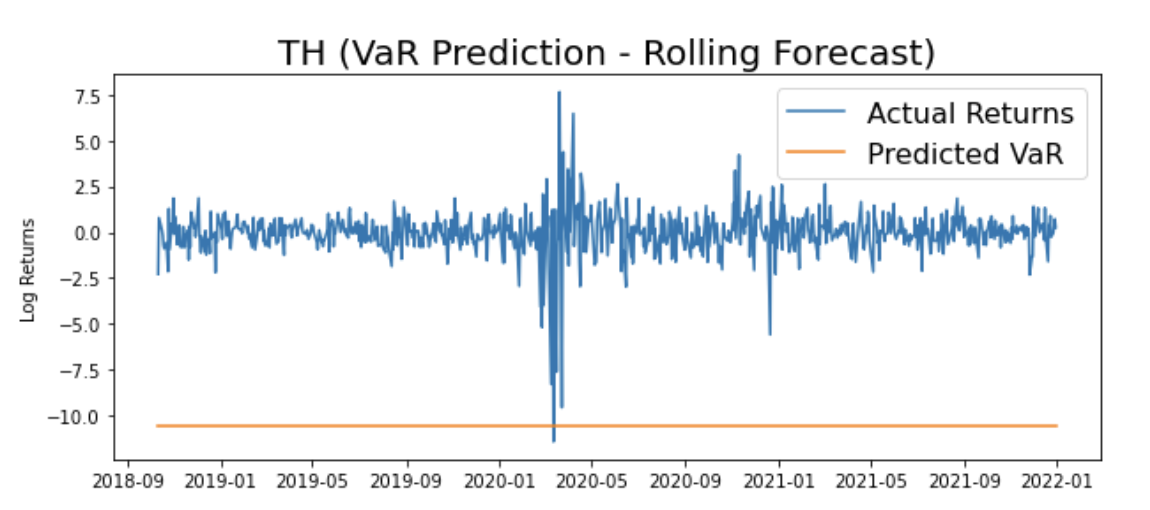 TH (VaR Prediction - Rolling Forecast)
7.5
5.0
2.5
0.0
−2.5
−5.0
−7.5
−10.0
Log Returns
Actual Returns
Predicted VaR
2018-09 2019-01 2019-05 2019-09 2020-01 2020-05 2020-09 2021-01 2021-05 2021-09 2022-01